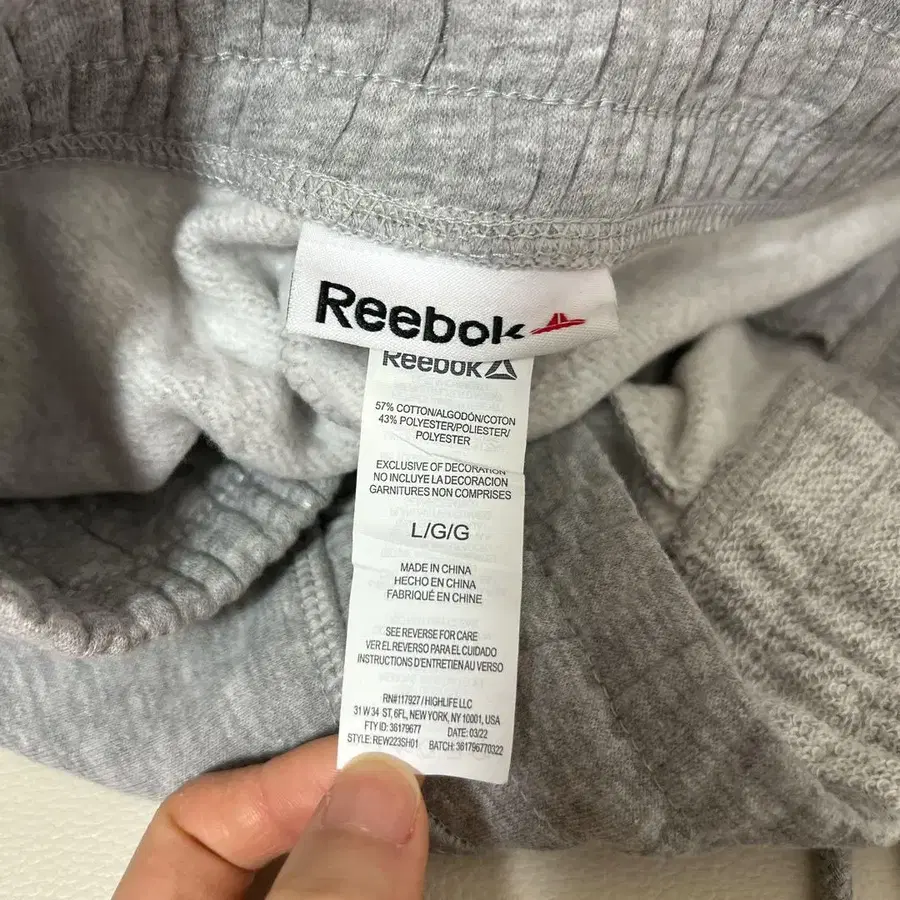 Reebok
Reebok
57% COTTON/ALGODÓN/COTON
43% POLYESTER/POLIESTER/
POLYESTER
EXCLUSIVE OF DECORATION
NO INCLUYE LA DECORACION
GARNITURES NON COMPRISES
L/G/G
MADE IN CHINA
HECHO EN CHINA
FABRIQUÉ EN CHINE
SEE REVERSE FOR CARE
VER EL REVERSO PARA EL CUIDADO
INSTRUCTIONS D'ENTRETIEN AU VERSO
RN#117927 / HIGHLIFE LLC
31 W 34 ST, 6FL, NEW YORK, NY 10001, USA
FTY ID: 36179677 DATE: 03/22
STYLE: REW223SH01 BATCH: 361796770322